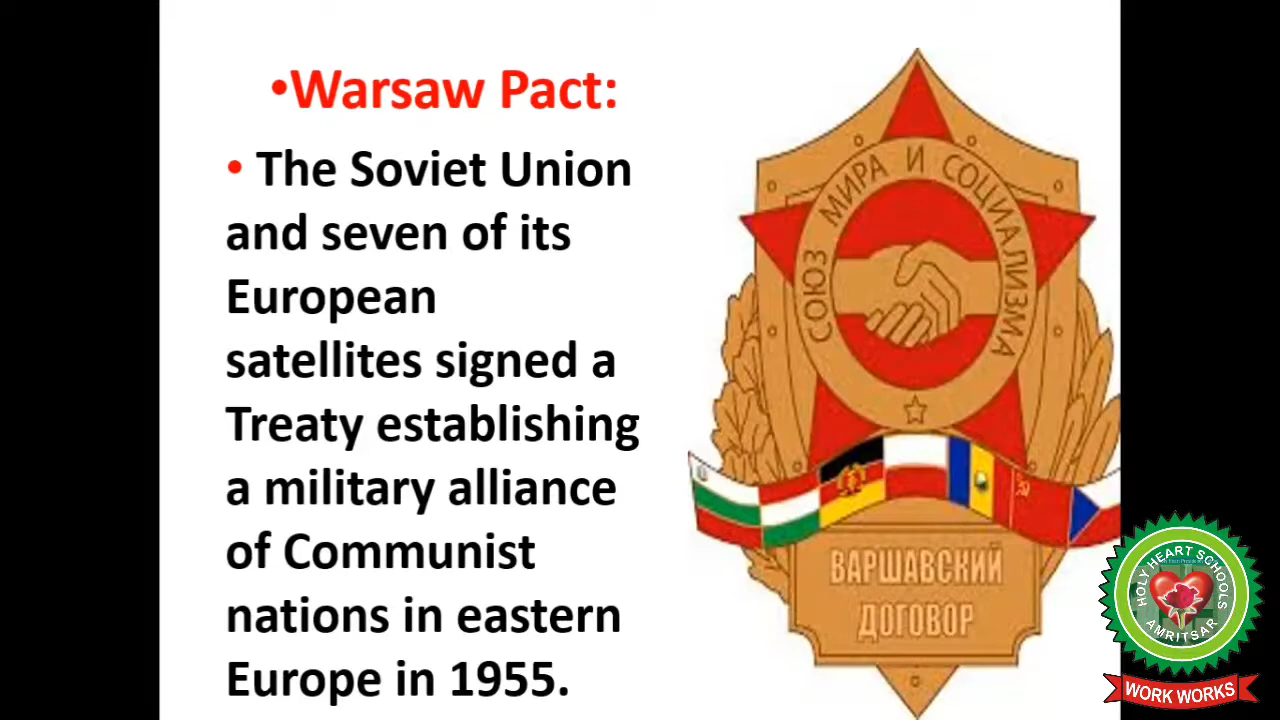 •Warsaw Pact:
• The Soviet Union
and seven of its
European
satellites signed a
Treaty establishing
a military alliance
of Communist
nations in eastern
Europe in 1955.
СОЮЗ МИРА И СОЦИАЛИЗМА
ВАРШАВСКИЙ
ДОГОВОР
HOLY HEART SCHOOLS
AMRITSAR
WORK WORKS